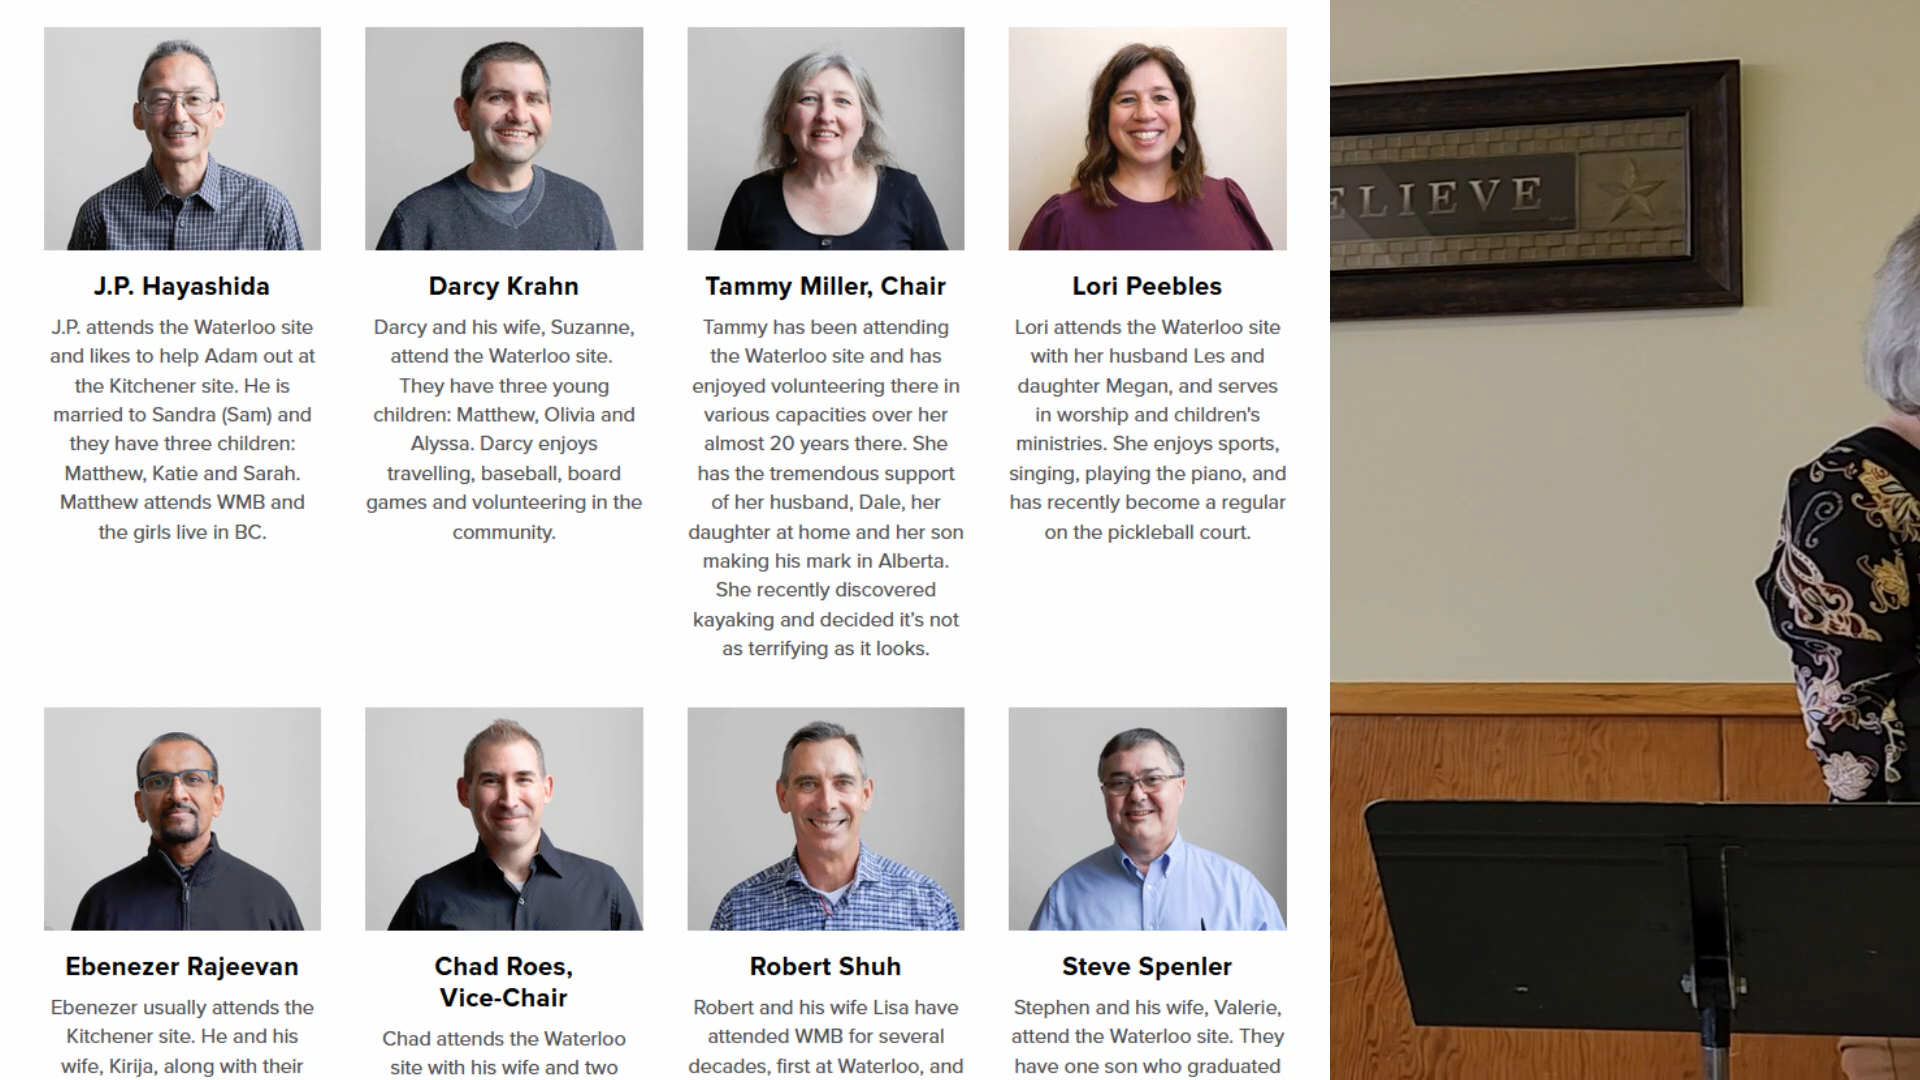 J.P. Hayashida
J.P. attends the Waterloo site
and likes to help Adam out at
the Kitchener site. He is
married to Sandra (Sam) and
they have three children:
Matthew, Katie and Sarah.
Matthew attends WMB and
the girls live in BC.
Darcy Krahn
Darcy and his wife, Suzanne,
attend the Waterloo site.
They have three young
children: Matthew, Olivia and
Alyssa. Darcy enjoys
travelling, baseball, board
games and volunteering in the
community.
Tammy Miller, Chair
Tammy has been attending
the Waterloo site and has
enjoyed volunteering there in
various capacities over her
almost 20 years there. She
has the tremendous support
of her husband, Dale, her
daughter at home and her son
making his mark in Alberta.
She recently discovered
kayaking and decided it's not
as terrifying as it looks.
Lori Peebles
Lori attends the Waterloo site
with her husband Les and
daughter Megan, and serves
in worship and children's
ministries. She enjoys sports,
singing, playing the piano, and
has recently become a regular
on the pickleball court.
ELIEVE
Ebenezer Rajeevan
Ebenezer usually attends the
Kitchener site. He and his
wife, Kirija, along with their
Chad Roes,
Vice-Chair
Chad attends the Waterloo
site with his wife and two
Robert Shuh
Robert and his wife Lisa have
attended WMB for several
decades, first at Waterloo, and
Steve Spenler
Stephen and his wife, Valerie,
attend the Waterloo site. They
have one son who graduated